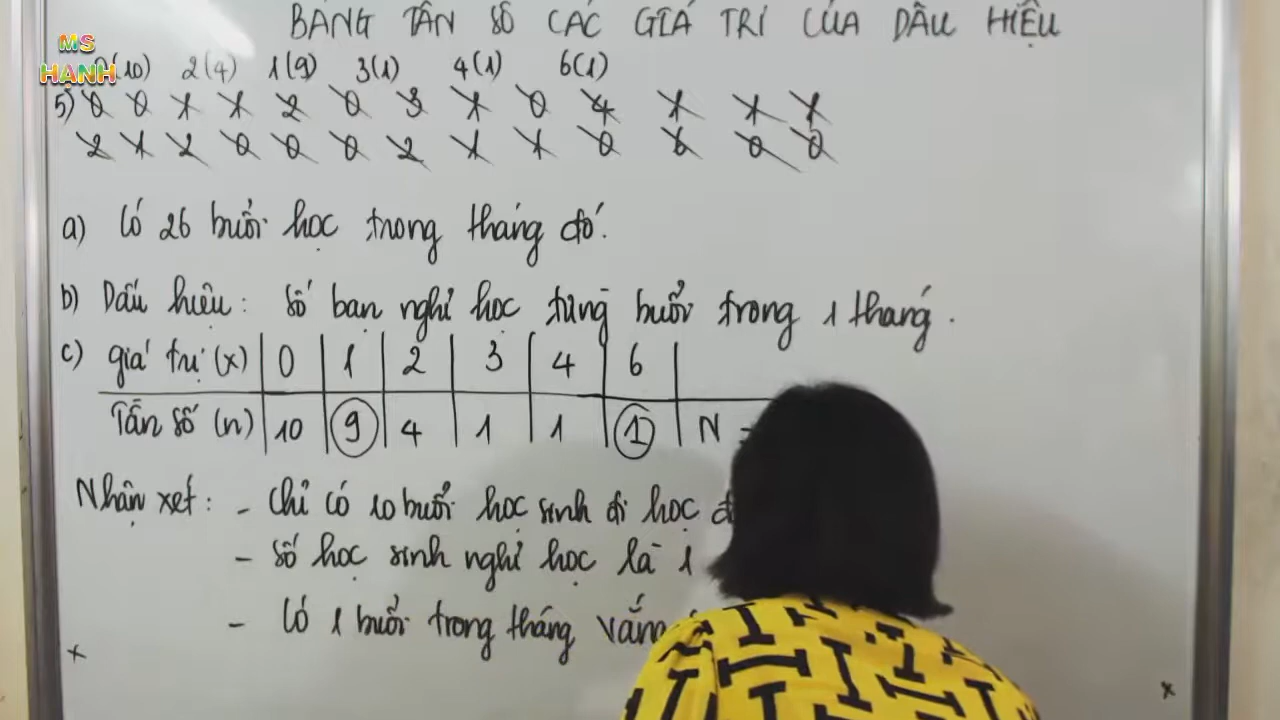 BẢNG TẦN SỐ CÁC GIÁ TRỊ CỦA DẤU HIỆU
MS
HẠNH
(10) 2(4) 1(9) 3(1) 4(1) 6(1)
5) 0 0 1 1 2 0 3 1 0 4 1 1 1
2 1 2 0 0 0 2 1 1 0 6 0 0
a) Có 26 buổi học trong tháng đó.
b) Dấu hiệu: Số bạn nghỉ học từng buổi trong 1 tháng.
c) giá trị (x) 0 1 2 3 4 6
Tần số (n) 10 9 4 1 1 1 N =
Nhận xét: - Chỉ có 10 buổi học sinh đi học
- Số học sinh nghỉ học là 1
- Có 1 buổi trong tháng vắng